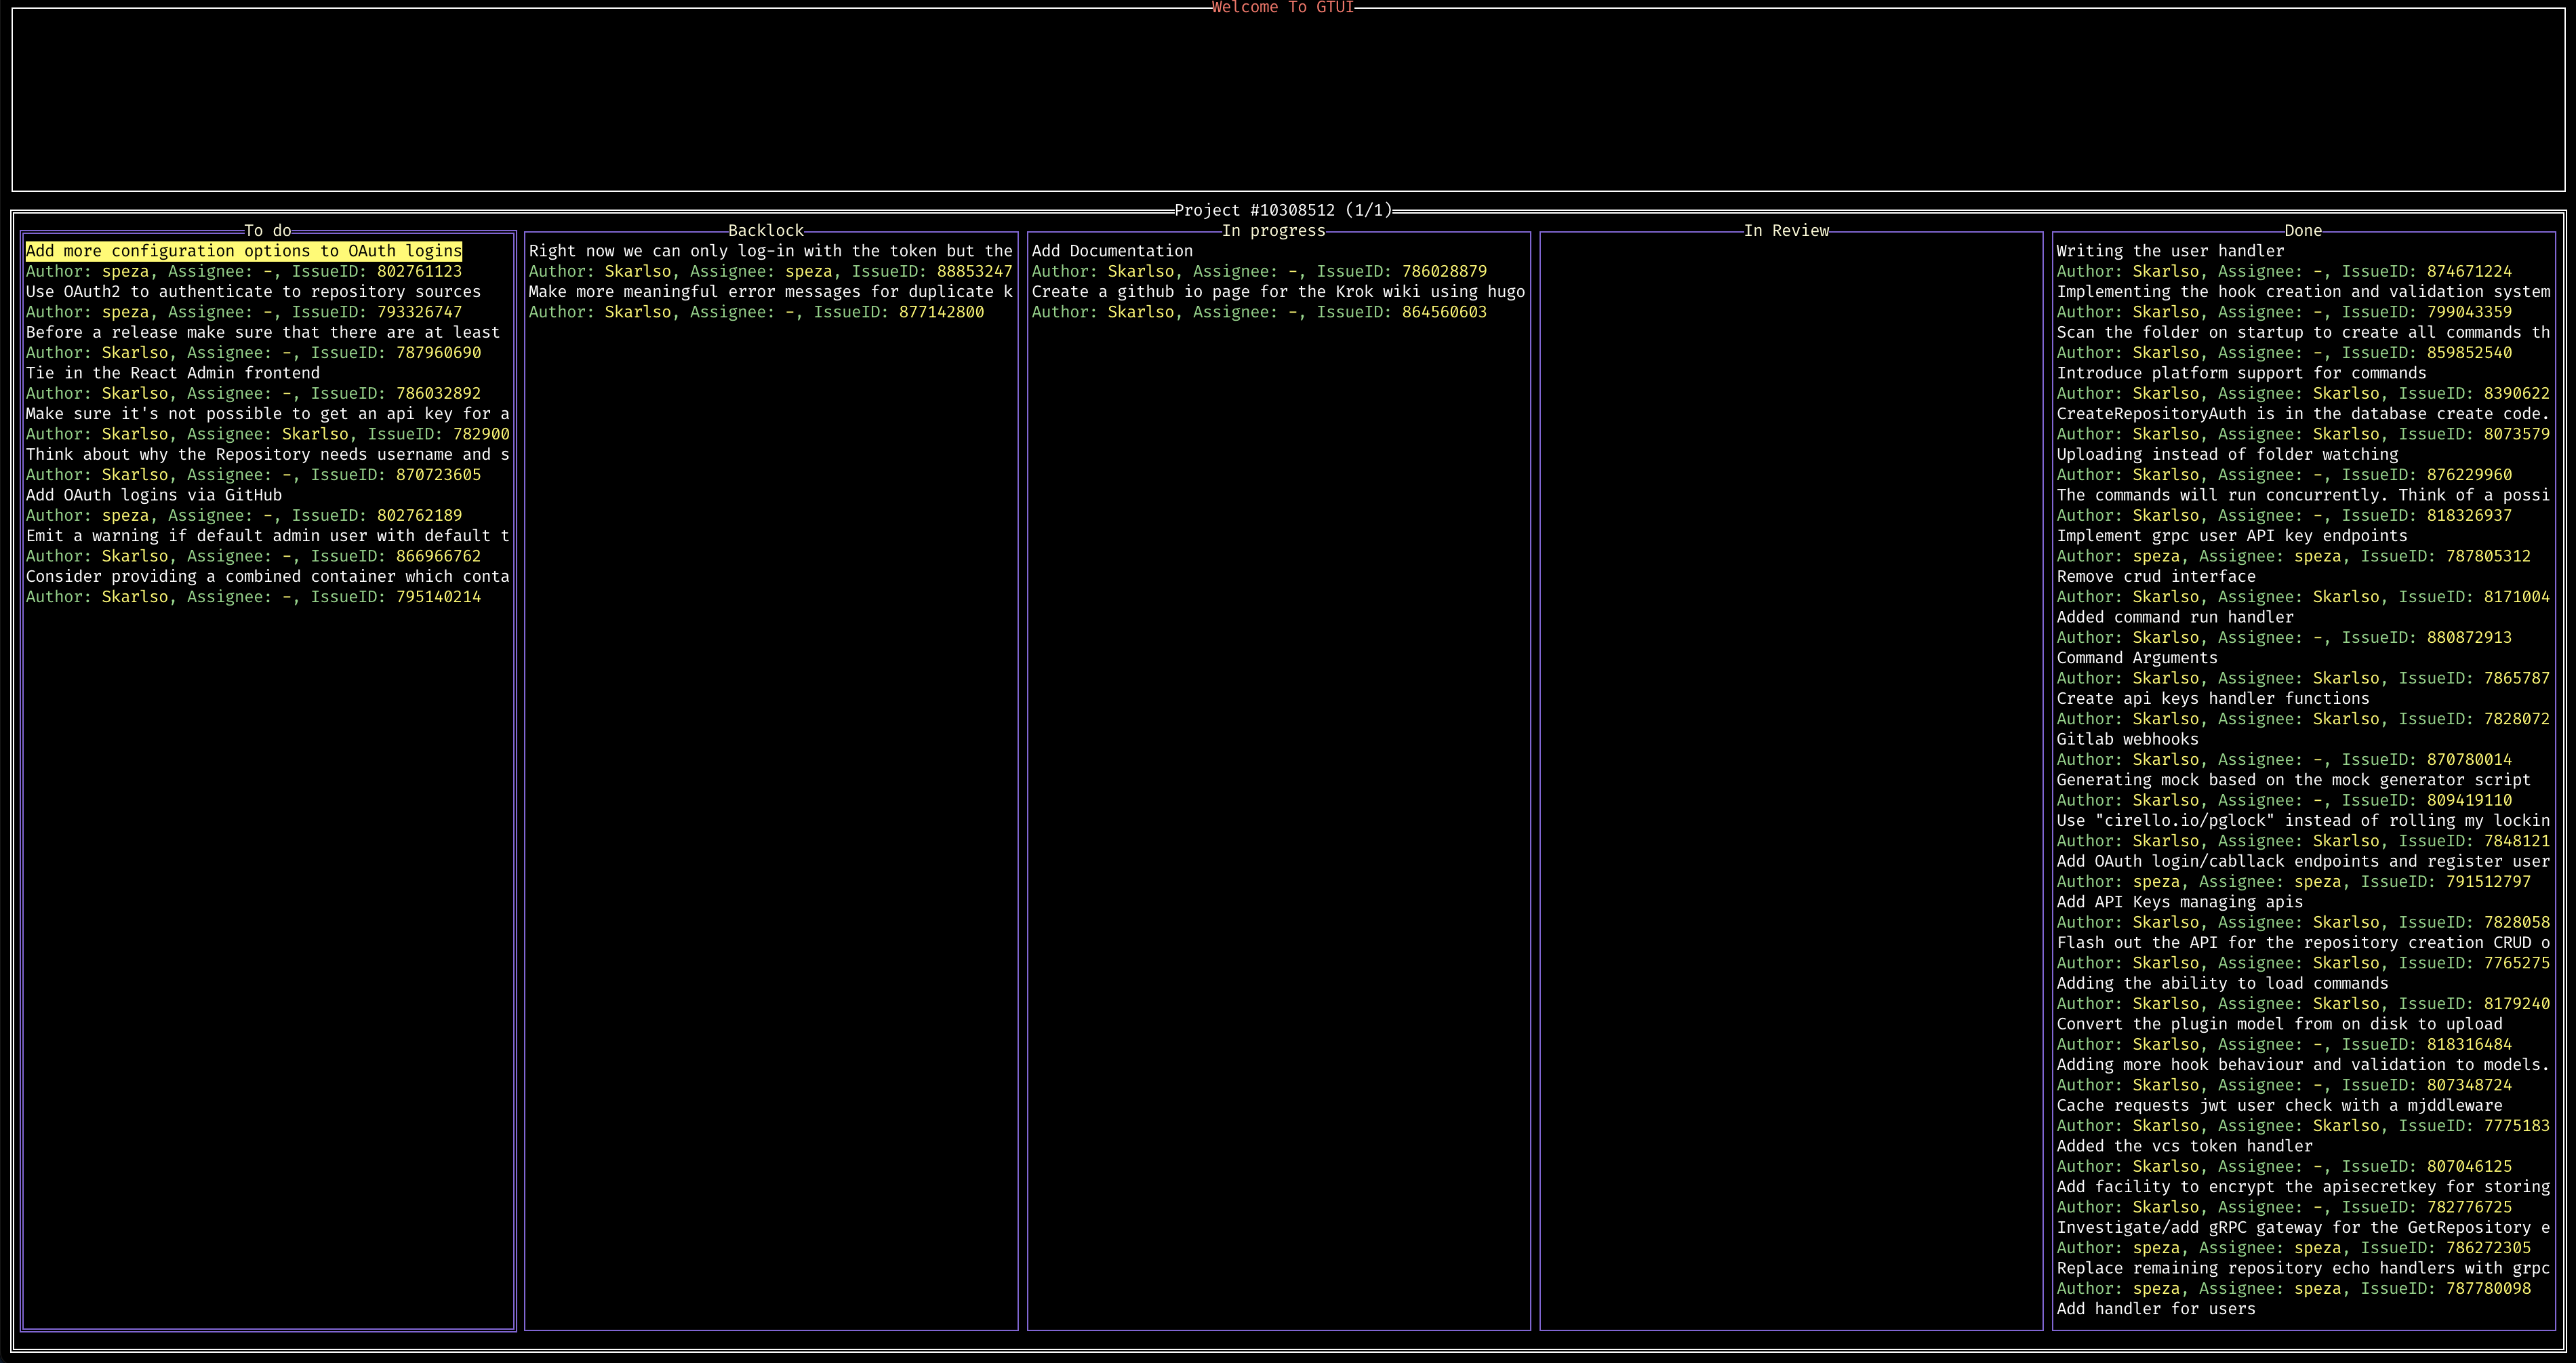 Welcome To GTUI
Project #10308512 (1/1)
To do
Add more configuration options to OAuth logins
Author: speza, Assignee: -, IssueID: 802761123
Use OAuth2 to authenticate to repository sources
Author: speza, Assignee: -, IssueID: 793326747
Before a release make sure that there are at least
Author: Skarlso, Assignee: -, IssueID: 787960690
Tie in the React Admin frontend
Author: Skarlso, Assignee: -, IssueID: 786032892
Make sure it's not possible to get an api key for a
Author: Skarlso, Assignee: Skarlso, IssueID: 782900
Think about why the Repository needs username and s
Author: Skarlso, Assignee: -, IssueID: 870723605
Add OAuth logins via GitHub
Author: speza, Assignee: -, IssueID: 802762189
Emit a warning if default admin user with default t
Author: Skarlso, Assignee: -, IssueID: 866966762
Consider providing a combined container which conta
Author: Skarlso, Assignee: -, IssueID: 795140214
Backlock
Right now we can only log-in with the token but the
Author: Skarlso, Assignee: speza, IssueID: 88853247
Make more meaningful error messages for duplicate k
Author: Skarlso, Assignee: -, IssueID: 877142800
In progress
Add Documentation
Author: Skarlso, Assignee: -, IssueID: 786028879
Create a github io page for the Krok wiki using hugo
Author: Skarlso, Assignee: -, IssueID: 864560603
In Review
Done
Writing the user handler
Author: Skarlso, Assignee: -, IssueID: 874671224
Implementing the hook creation and validation system
Author: Skarlso, Assignee: -, IssueID: 799043359
Scan the folder on startup to create all commands th
Author: Skarlso, Assignee: -, IssueID: 859852540
Introduce platform support for commands
Author: Skarlso, Assignee: Skarlso, IssueID: 8390622
CreateRepositoryAuth is in the database create code.
Author: Skarlso, Assignee: Skarlso, IssueID: 8073579
Uploading instead of folder watching
Author: Skarlso, Assignee: -, IssueID: 876229960
The commands will run concurrently. Think of a possi
Author: Skarlso, Assignee: -, IssueID: 818326937
Implement grpc user API key endpoints
Author: speza, Assignee: speza, IssueID: 787805312
Remove crud interface
Author: Skarlso, Assignee: Skarlso, IssueID: 8171004
Added command run handler
Author: Skarlso, Assignee: -, IssueID: 880872913
Command Arguments
Author: Skarlso, Assignee: Skarlso, IssueID: 7865787
Create api keys handler functions
Author: Skarlso, Assignee: Skarlso, IssueID: 7828072
Gitlab webhooks
Author: Skarlso, Assignee: -, IssueID: 870780014
Generating mock based on the mock generator script
Author: Skarlso, Assignee: -, IssueID: 809419110
Use "cirello.io/pglock" instead of rolling my lockin
Author: Skarlso, Assignee: Skarlso, IssueID: 7848121
Add OAuth login/cabllack endpoints and register user
Author: speza, Assignee: speza, IssueID: 791512797
Add API Keys managing apis
Author: Skarlso, Assignee: Skarlso, IssueID: 7828058
Flash out the API for the repository creation CRUD o
Author: Skarlso, Assignee: Skarlso, IssueID: 7765275
Adding the ability to load commands
Author: Skarlso, Assignee: Skarlso, IssueID: 8179240
Convert the plugin model from on disk to upload
Author: Skarlso, Assignee: -, IssueID: 818316484
Adding more hook behaviour and validation to models.
Author: Skarlso, Assignee: -, IssueID: 807348724
Cache requests jwt user check with a mjddleware
Author: Skarlso, Assignee: Skarlso, IssueID: 7775183
Added the vcs token handler
Author: Skarlso, Assignee: -, IssueID: 807046125
Add facility to encrypt the apisecretkey for storing
Author: Skarlso, Assignee: -, IssueID: 782776725
Investigate/add gRPC gateway for the GetRepository e
Author: speza, Assignee: speza, IssueID: 786272305
Replace remaining repository echo handlers with grpc
Author: speza, Assignee: speza, IssueID: 787780098
Add handler for users